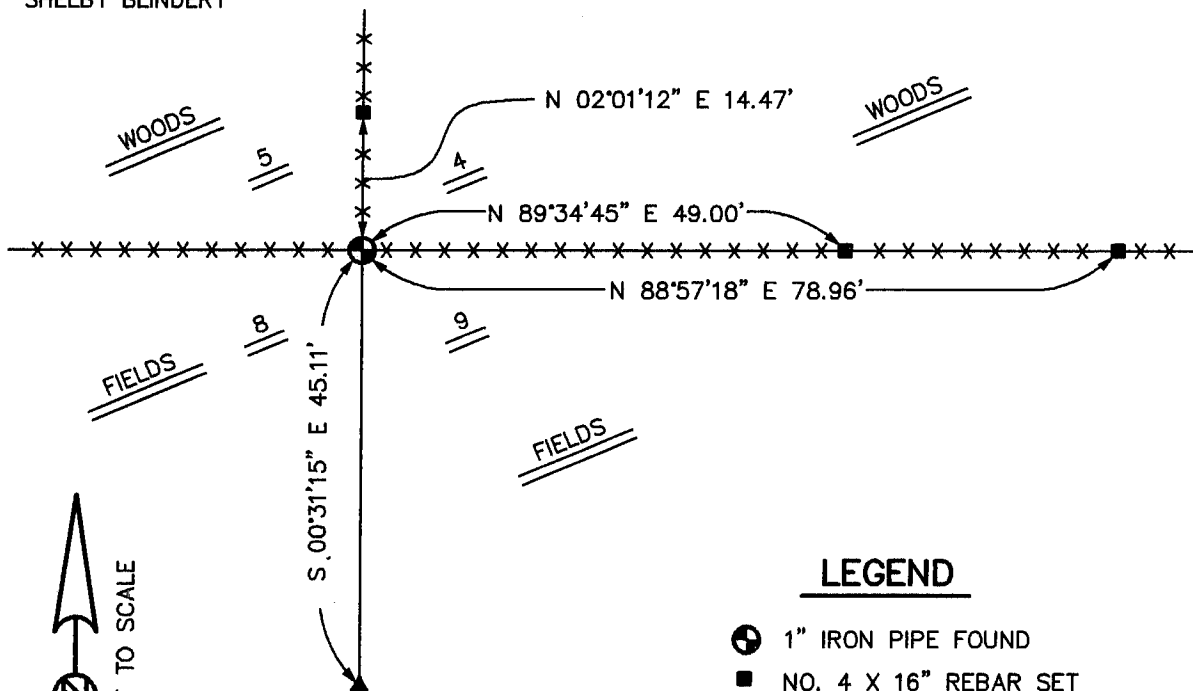 SHELBY BLINDERT
N 02°01'12" E 14.47'
WOODS
WOODS
5
4
N 89°34'45" E 49.00'
N 88°57'18" E 78.96'
8
9
FIELDS
S 00°31'15" E 45.11'
FIELDS
TO SCALE
LEGEND
1" IRON PIPE FOUND
NO. 4 X 16" REBAR SET